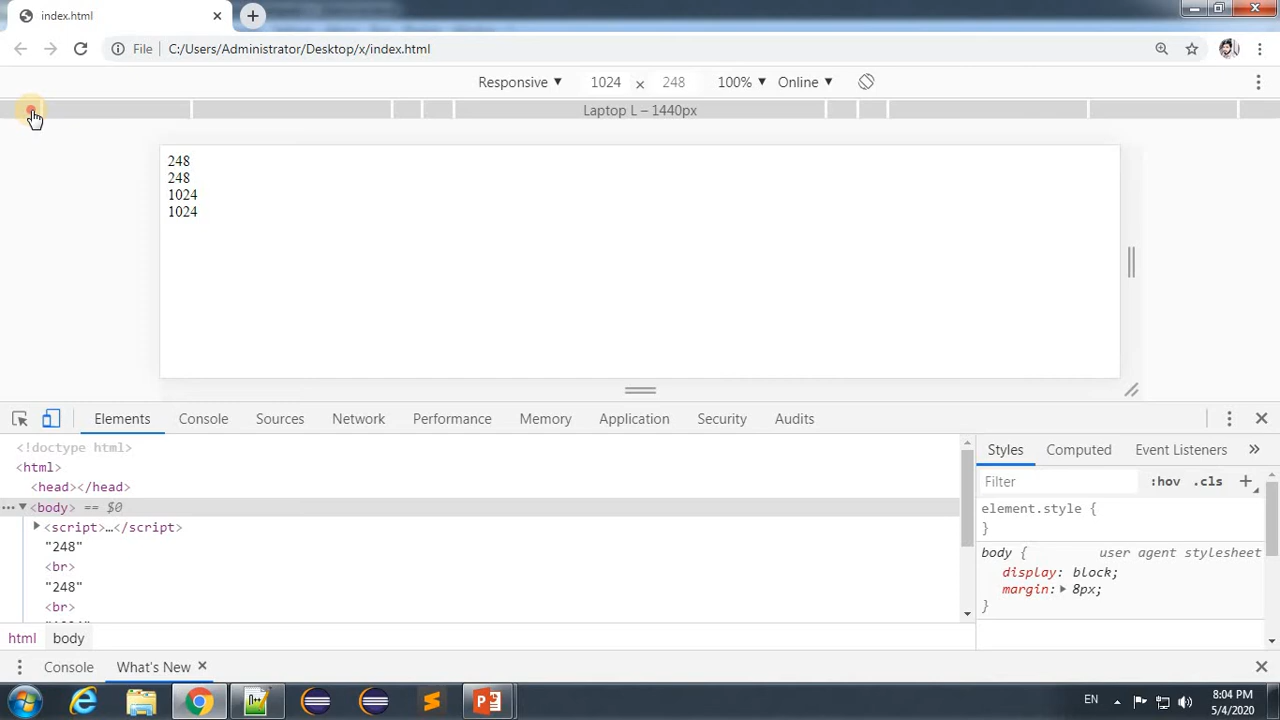 index.html
File C:/Users/Administrator/Desktop/x/index.html
Responsive ▼ 1024 × 248 100% ▼ Online ▼
Laptop L – 1440px
248
248
1024
1024
Elements Console Sources Network Performance Memory Application Security Audits
<!doctype html>
<html>
<head></head>
<body> == $0
<script>…</script>
"248"
<br>
"248"
<br>
html body
Styles Computed Event Listeners
Filter :hov .cls
element.style {
}
body { user agent stylesheet
display: block;
margin: 8px;
}
Console What's New
EN 8:04 PM
5/4/2020